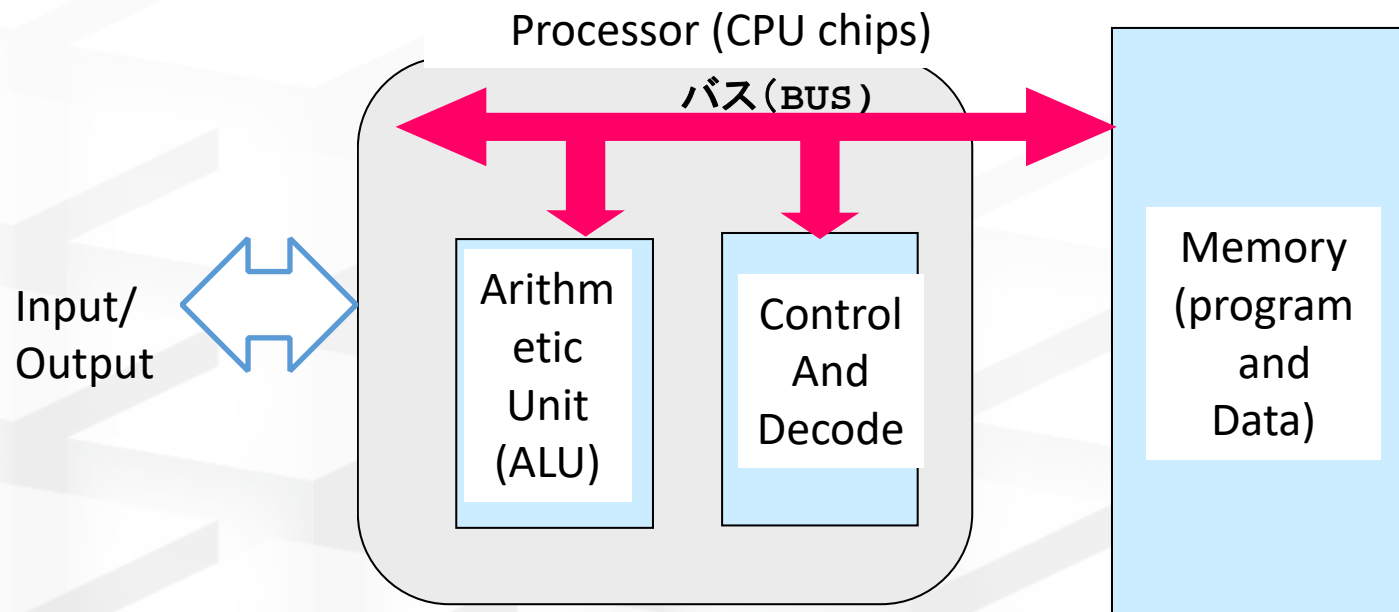 Processor (CPU chips)
バス(BUS)
Input/
Output
Arithm
etic
Unit
(ALU)
Control
And
Decode
Memory
(program
and
Data)